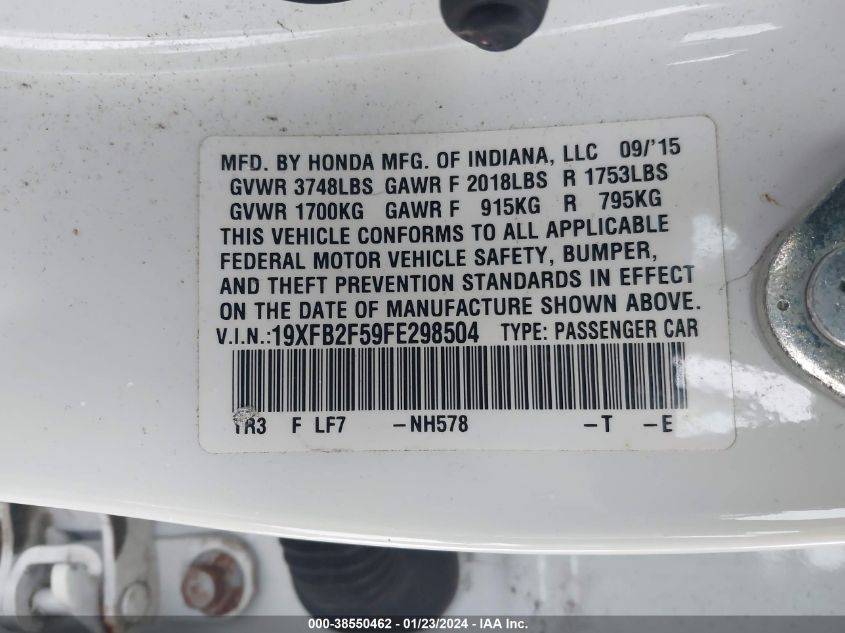 MFD. BY HONDA MFG. OF INDIANA, LLC 09/'15
GVWR 3748LBS GAWR F 2018LBS R 1753LBS
GVWR 1700KG GAWR F 915KG R 795KG
THIS VEHICLE CONFORMS TO ALL APPLICABLE
FEDERAL MOTOR VEHICLE SAFETY, BUMPER,
AND THEFT PREVENTION STANDARDS IN EFFECT
ON THE DATE OF MANUFACTURE SHOWN ABOVE.
V.I.N.:19XFB2F59FE298504 TYPE: PASSENGER CAR
TR3 F LF7 -NH578 -T -E
000-38550462 - 01/23/2024 - IAA Inc.